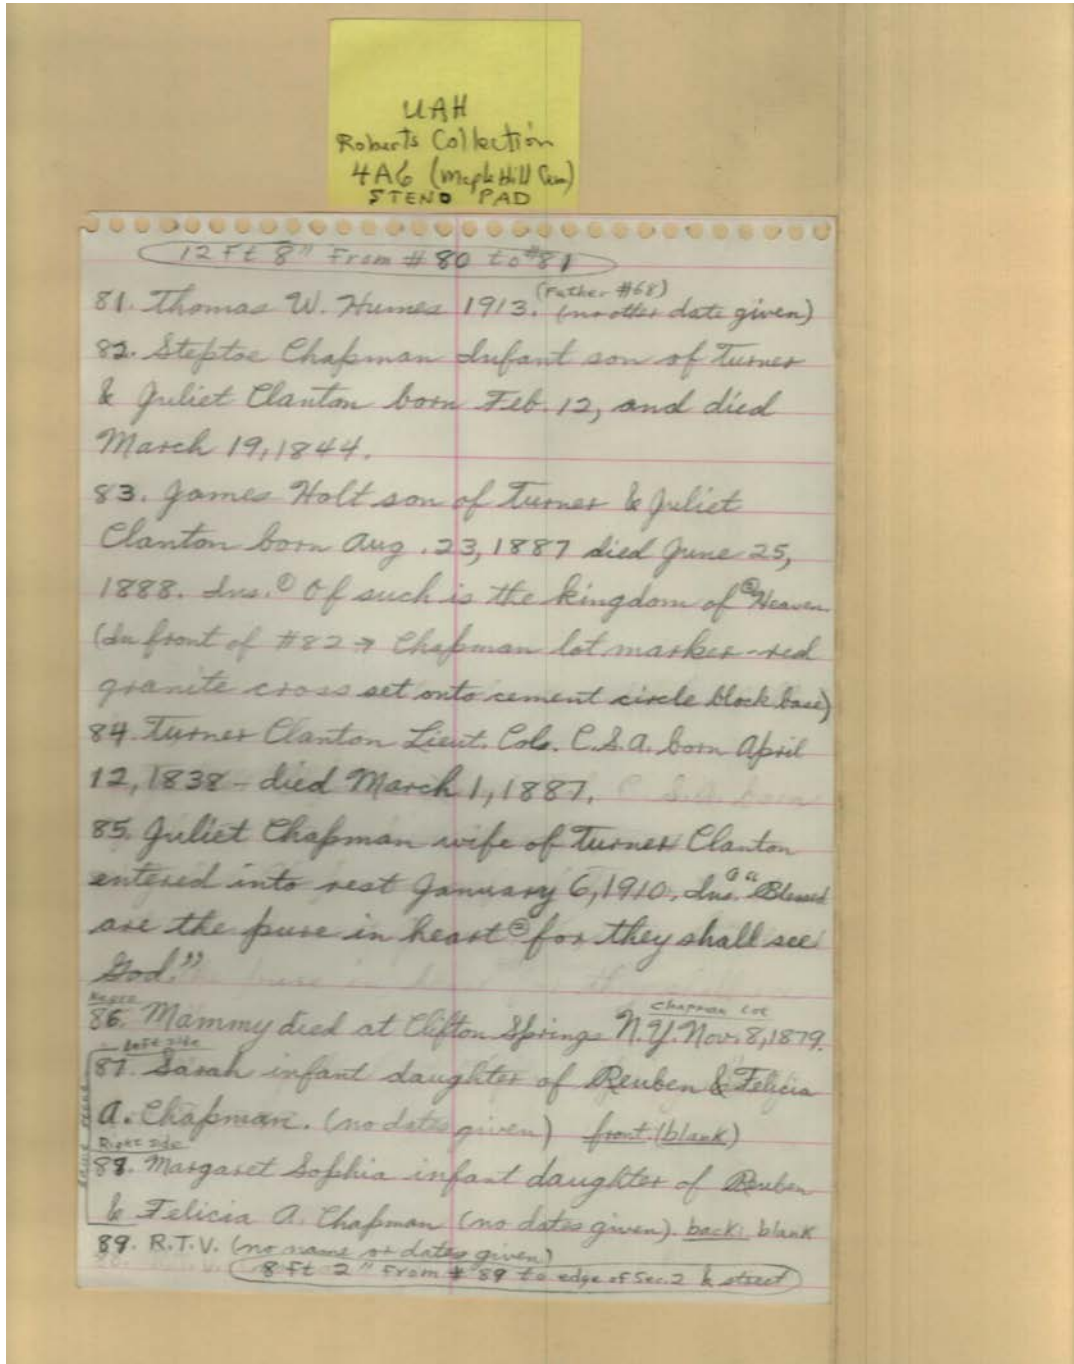 UAH
Roberts Collection
4A6 (Maple Hill Cem)
STENO PAD
12 Ft 8" From #80 to #81
(Father #68)
81. Thomas W. Humes 1913. (no other date given)
82. Steptoe Chapman Infant son of Turner
& Juliet Clanton born Feb. 12, and died
March 19, 1844.
83. James Holt son of Turner & Juliet
Clanton born Aug. 23, 1887 died June 25,
1888. Ins. Of such is the kingdom of Heaven
(In front of #82 → Chapman lot marker - red
granite cross set onto cement circle block base)
84. Turner Clanton Lieut. Colo. C.S.A. born April
12, 1838 - died March 1, 1887.
85. Juliet Chapman wife of Turner Clanton
entered into rest January 6, 1910. Ins. "Blessed
are the pure in heart for they shall see
God."
Negro
Chapman Lot
86. Mammy died at Clifton Springs N.Y. Nov. 8, 1879.
Left side
87. Sarah infant daughter of Reuben & Felicia
A. Chapman. (no dates given) front (blank)
Right side
88. Margaret Sophia infant daughter of Reuben
& Felicia A. Chapman (no dates given). back: blank
89. R.T.V. (no name or dates given)
8 Ft 2" From #89 to edge of Sec. 2 & street